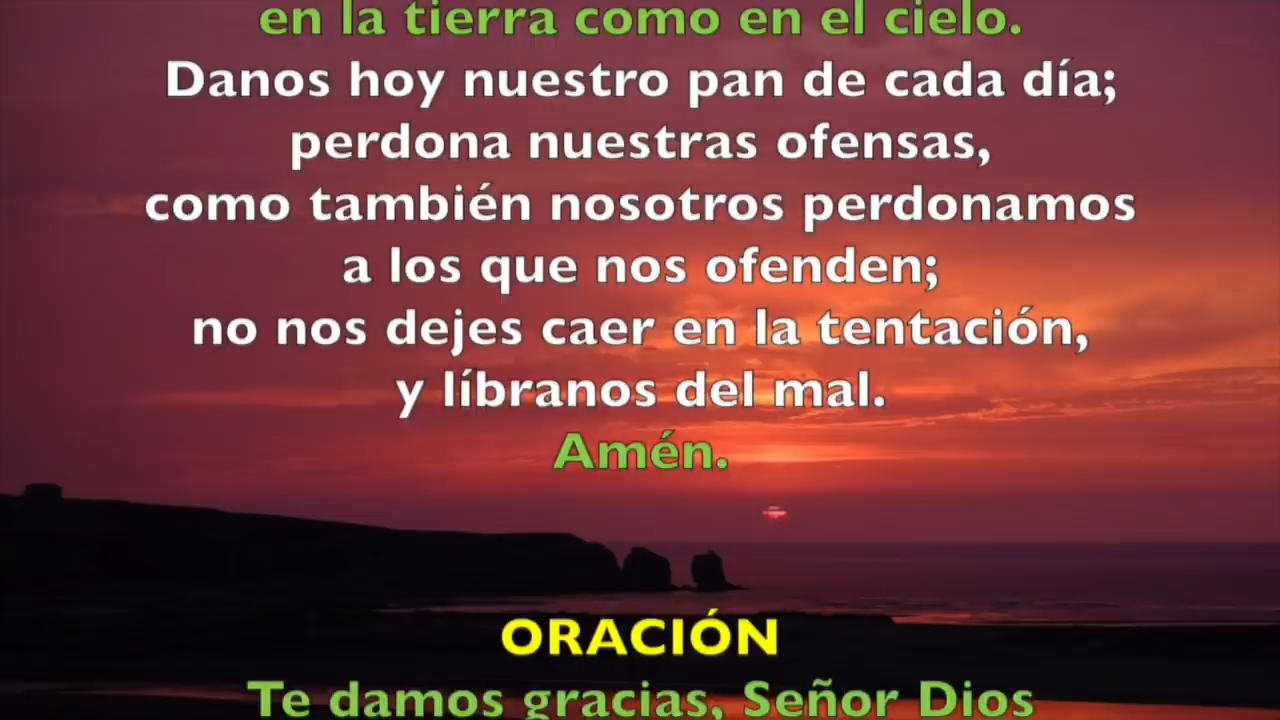 en la tierra como en el cielo.
Danos hoy nuestro pan de cada día;
perdona nuestras ofensas,
como también nosotros perdonamos
a los que nos ofenden;
no nos dejes caer en la tentación,
y líbranos del mal.
Amén.
ORACIÓN
Te damos gracias, Señor Dios